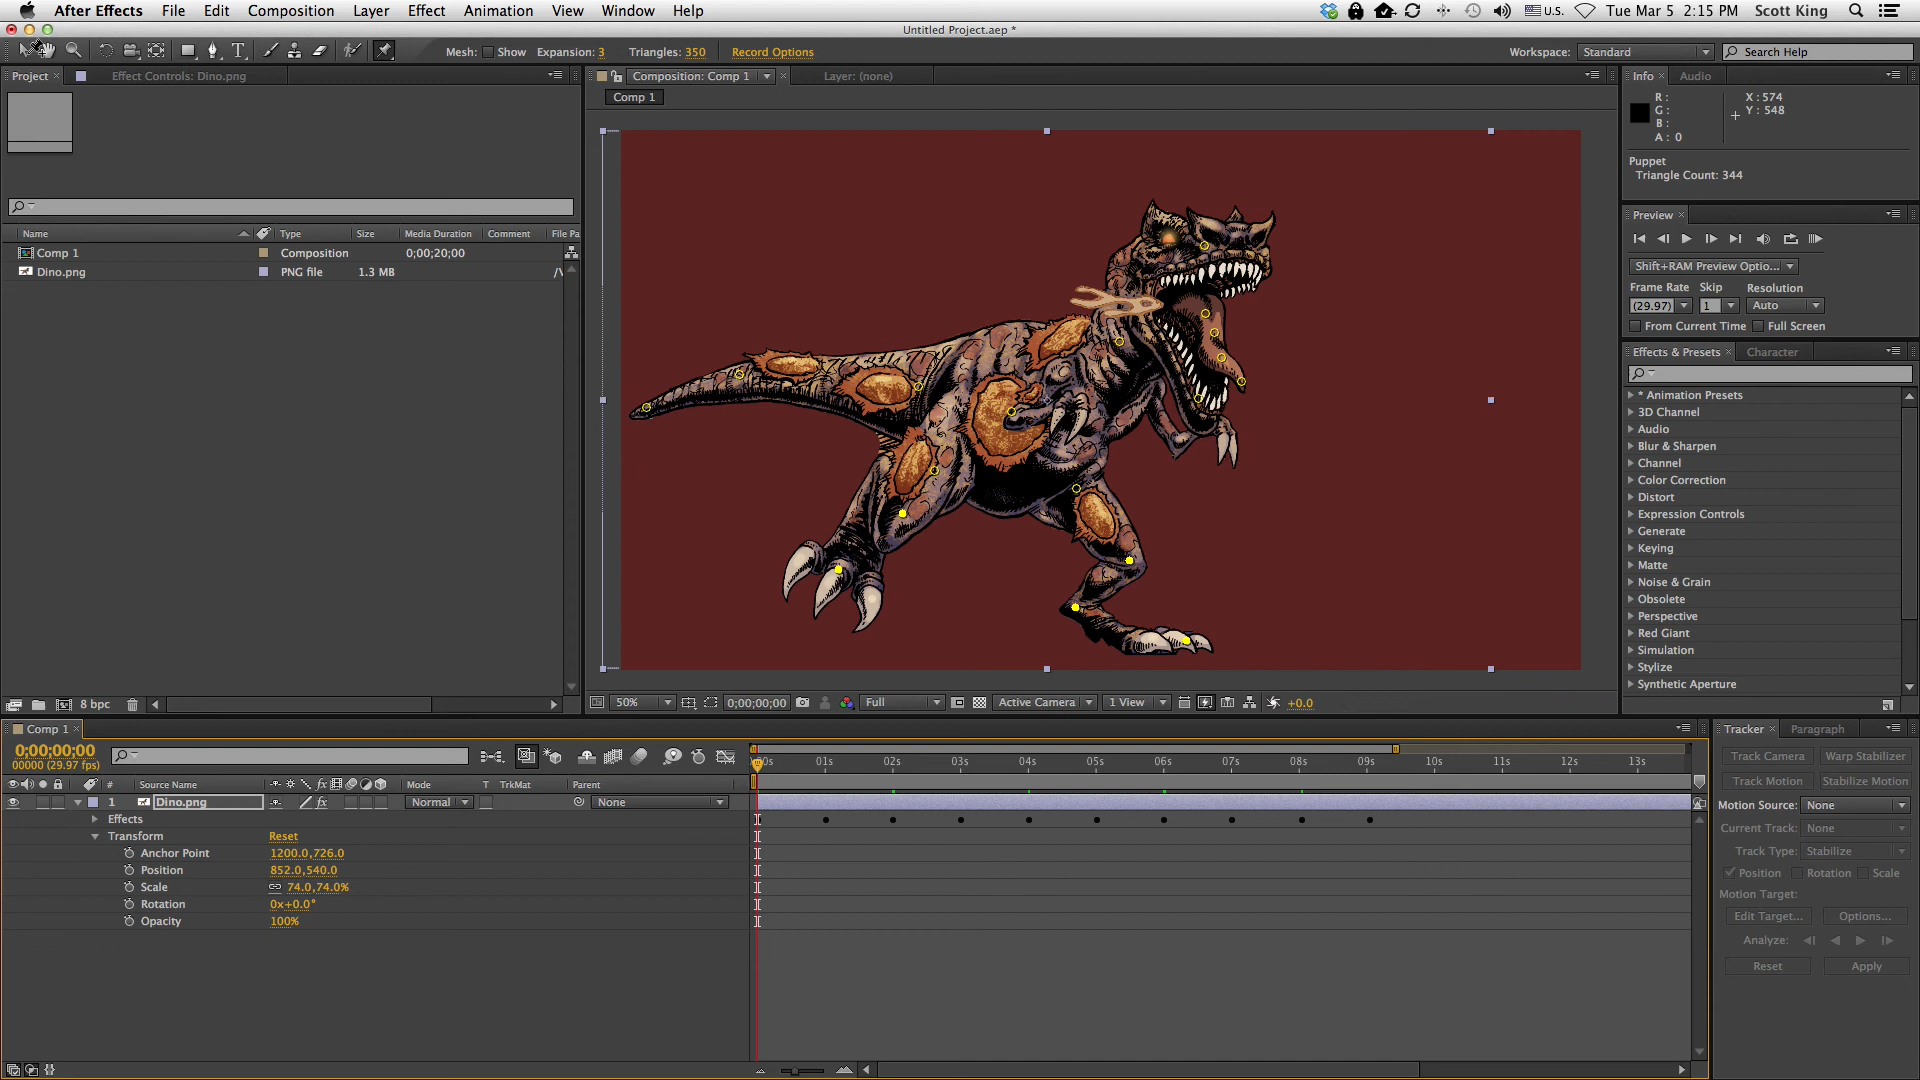 After Effects File Edit Composition Layer Effect Animation View Window Help U.S. Tue Mar 5 2:15 PM Scott King
Untitled Project.aep *
Mesh: Show Expansion: 3 Triangles: 350 Record Options Workspace: Standard Search Help
Project Effect Controls: Dino.png Composition: Comp 1 Layer: (none) Info Audio
Comp 1
R: X: 574
G: Y: 548
B:
A: 0
Puppet
Triangle Count: 344
Preview
Name Type Size Media Duration Comment File Pa
Comp 1 Composition 0;00;20;00
Dino.png PNG file 1.3 MB /V
Shift+RAM Preview Optio...
Frame Rate Skip Resolution
(29.97) 1 Auto
From Current Time Full Screen
Effects & Presets Character
* Animation Presets
3D Channel
Audio
Blur & Sharpen
Channel
Color Correction
Distort
Expression Controls
Generate
Keying
Matte
Noise & Grain
Obsolete
Perspective
Red Giant
Simulation
Stylize
Synthetic Aperture
8 bpc 50% 0;00;00;00 Full Active Camera 1 View +0.0
Comp 1
0;00;00;00
00000 (29.97 fps)
00s 01s 02s 03s 04s 05s 06s 07s 08s 09s 10s 11s 12s 13s
# Source Name fx Mode T TrkMat Parent
1 Dino.png fx Normal None
Effects
Transform Reset
Anchor Point 1200.0,726.0
Position 852.0,540.0
Scale 74.0,74.0%
Rotation 0x+0.0°
Opacity 100%
Tracker Paragraph
Track Camera Warp Stabilizer
Track Motion Stabilize Motion
Motion Source: None
Current Track: None
Track Type: Stabilize
Position Rotation Scale
Motion Target:
Edit Target... Options...
Analyze:
Reset Apply